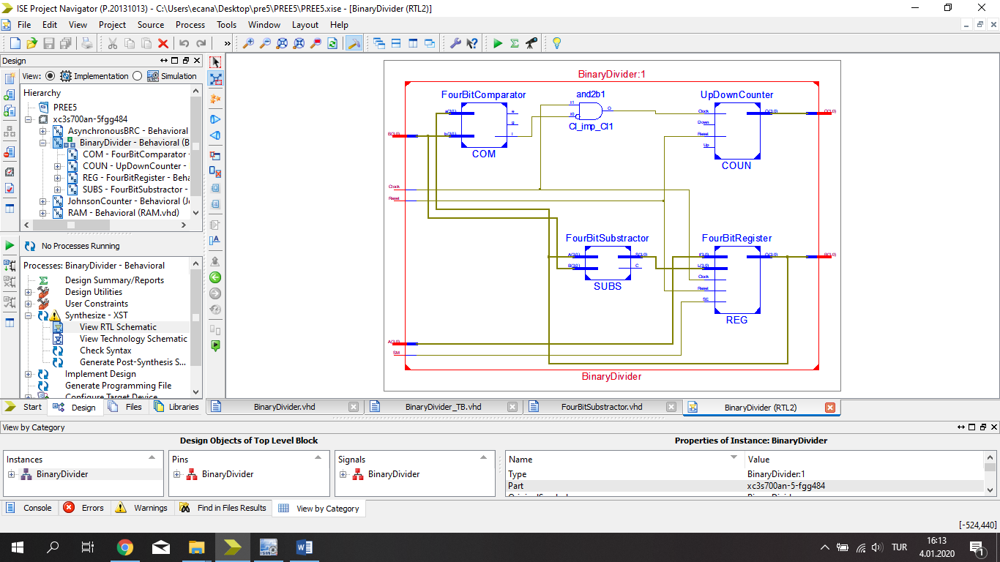 ISE Project Navigator (P.20131013) - C:\Users\ecana\Desktop\pre5\PREE5\PREE5.xise - [BinaryDivider (RTL2)]
File Edit View Project Source Process Tools Window Layout Help
Design
View: Implementation Simulation
Hierarchy
PREE5
xc3s700an-5fgg484
AsynchronousBRC - Behavioral
BinaryDivider - Behavioral (B
COM - FourBitComparator -
COUN - UpDownCounter -
REG - FourBitRegister - Beha
SUBS - FourBitSubstractor -
JohnsonCounter - Behavioral (Jo
RAM - Behavioral (RAM.vhd)
No Processes Running
Processes: BinaryDivider - Behavioral
Design Summary/Reports
Design Utilities
User Constraints
Synthesize - XST
View RTL Schematic
View Technology Schematic
Check Syntax
Generate Post-Synthesis S...
Implement Design
Generate Programming File
Configure Target Device
Start Design Files Libraries
BinaryDivider:1
FourBitComparator and2b1 UpDownCounter
a(3:0) e I1 O Clock Q(3:0) Q(3:0)
g I0 Down
B(3:0) b(3:0) l Cl_imp_Cl1 Reset
Up
COM COUN
Clock
Reset
FourBitSubstractor FourBitRegister
A(3:0) S(3:0) Q(3:0) R(3:0)
B(3:0) C
Clock
SUBS Reset
SE
REG
A(3:0)
SM
BinaryDivider
BinaryDivider.vhd BinaryDivider_TB.vhd FourBitSubstractor.vhd BinaryDivider (RTL2)
View by Category
Design Objects of Top Level Block Properties of Instance: BinaryDivider
Instances Pins Signals Name Value
BinaryDivider BinaryDivider BinaryDivider Type BinaryDivider:1
Part xc3s700an-5-fgg484
Console Errors Warnings Find in Files Results View by Category
[-524,440]
TUR
16:13
4.01.2020
1